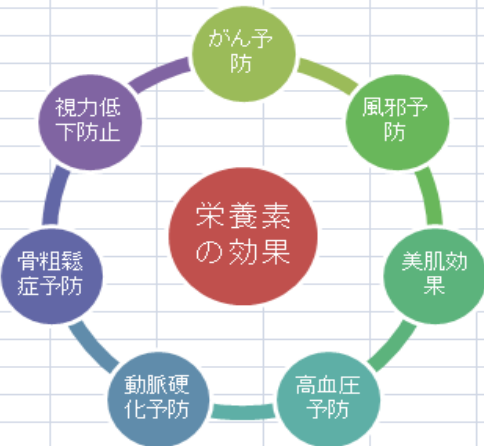 がん予
防
風邪予
防
美肌効
果
高血圧
予防
動脈硬
化予防
骨粗鬆
症予防
視力低
下防止
栄養素
の効果